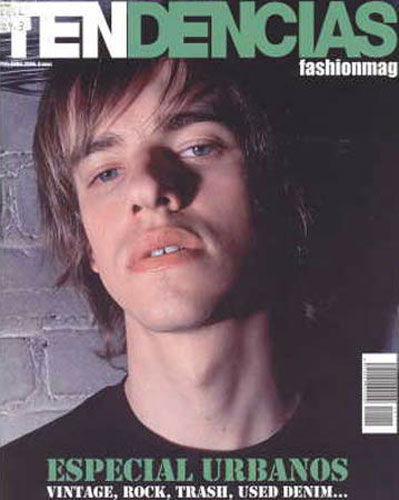 TENDENCIAS
fashionmag
ESPECIAL URBANOS
VINTAGE, ROCK, TRASH, USED DENIM...